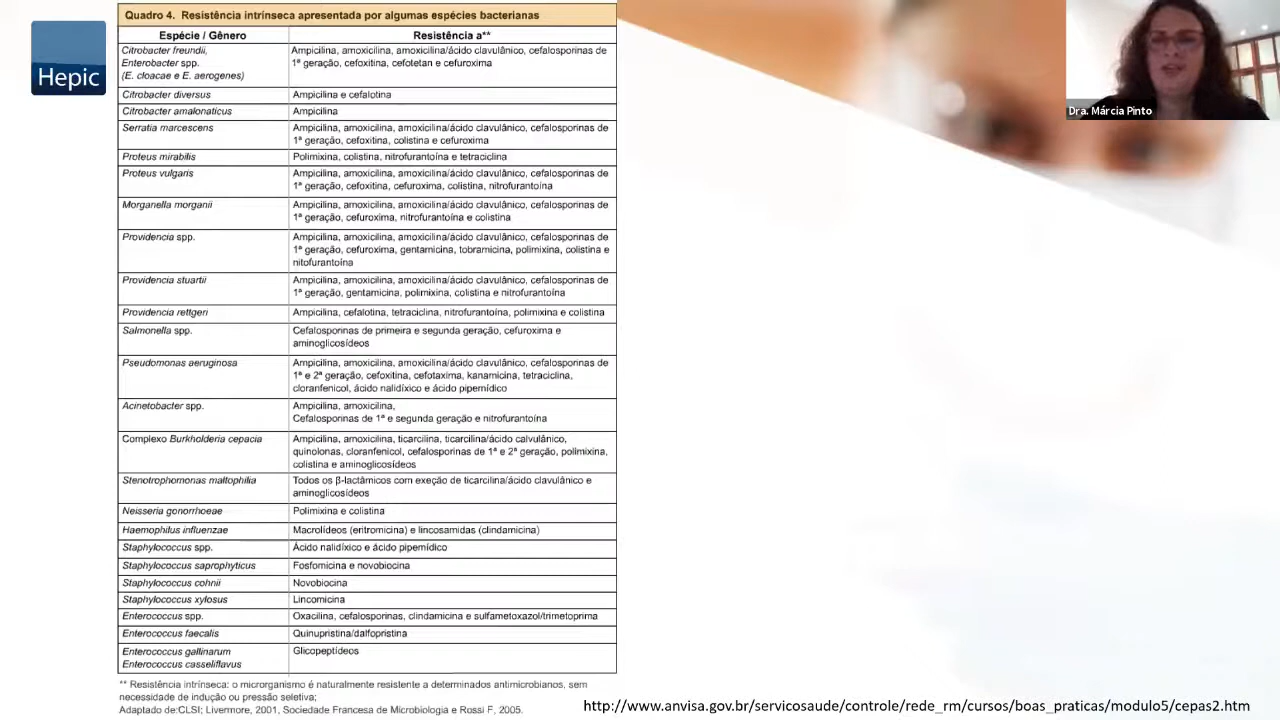 Quadro 4. Resistência intrínseca apresentada por algumas espécies bacterianas
Hepic
Dra. Márcia Pinto
Espécie / Gênero Resistência a**
Citrobacter freundii, Ampicilina, amoxicilina, amoxicilina/ácido clavulânico, cefalosporinas de
Enterobacter spp. 1ª geração, cefoxitina, cefotetan e cefuroxima
(E. cloacae e E. aerogenes)
Citrobacter diversus Ampicilina e cefalotina
Citrobacter amalonaticus Ampicilina
Serratia marcescens Ampicilina, amoxicilina, amoxicilina/ácido clavulânico, cefalosporinas de
1ª geração, cefoxitina, colistina e cefuroxima
Proteus mirabilis Polimixina, colistina, nitrofurantoína e tetraciclina
Proteus vulgaris Ampicilina, amoxicilina, amoxicilina/ácido clavulânico, cefalosporinas de
1ª geração, cefoxitina, cefuroxima, colistina, nitrofurantoína
Morganella morganii Ampicilina, amoxicilina, amoxicilina/ácido clavulânico, cefalosporinas de
1ª geração, cefuroxima, nitrofurantoína e colistina
Providencia spp. Ampicilina, amoxicilina, amoxicilina/ácido clavulânico, cefalosporinas de
1ª geração, cefuroxima, gentamicina, tobramicina, polimixina, colistina e
nitofurantoína
Providencia stuartii Ampicilina, amoxicilina, amoxicilina/ácido clavulânico, cefalosporinas de
1ª geração, gentamicina, polimixina, colistina e nitrofurantoína
Providencia rettgeri Ampicilina, cefalotina, tetraciclina, nitrofurantoína, polimixina e colistina
Salmonella spp. Cefalosporinas de primeira e segunda geração, cefuroxima e
aminoglicosídeos
Pseudomonas aeruginosa Ampicilina, amoxicilina, amoxicilina/ácido clavulânico, cefalosporinas de
1ª e 2ª geração, cefoxitina, cefotaxima, kanamicina, tetraciclina,
cloranfenicol, ácido nalidíxico e ácido pipemídico
Acinetobacter spp. Ampicilina, amoxicilina,
Cefalosporinas de 1ª e segunda geração e nitrofurantoína
Complexo Burkholderia cepacia Ampicilina, amoxicilina, ticarcilina, ticarcilina/ácido calvulânico,
quinolonas, cloranfenicol, cefalosporinas de 1ª e 2ª geração, polimixina,
colistina e aminoglicosídeos
Stenotrophomonas maltophilia Todos os β-lactâmicos com exeção de ticarcilina/ácido clavulânico e
aminoglicosídeos
Neisseria gonorrhoeae Polimixina e colistina
Haemophilus influenzae Macrolídeos (eritromicina) e lincosamidas (clindamicina)
Staphylococcus spp. Ácido nalidíxico e ácido pipemídico
Staphylococcus saprophyticus Fosfomicina e novobiocina
Staphylococcus cohnii Novobiocina
Staphylococcus xylosus Lincomicina
Enterococcus spp. Oxacilina, cefalosporinas, clindamicina e sulfametoxazol/trimetoprima
Enterococcus faecalis Quinupristina/dalfopristina
Enterococcus gallinarum Glicopeptídeos
Enterococcus casseliflavus
** Resistência intrínseca: o microrganismo é naturalmente resistente a determinados antimicrobianos, sem
necessidade de indução ou pressão seletiva;
Adaptado de:CLSI; Livermore, 2001, Sociedade Francesa de Microbiologia e Rossi F, 2005.
http://www.anvisa.gov.br/servicosaude/controle/rede_rm/cursos/boas_praticas/modulo5/cepas2.htm